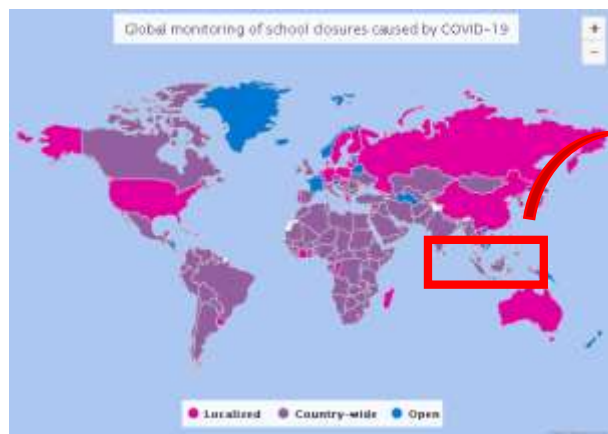 Global monitoring of school closures caused by COVID-19
+
−
Localized Country-wide Open